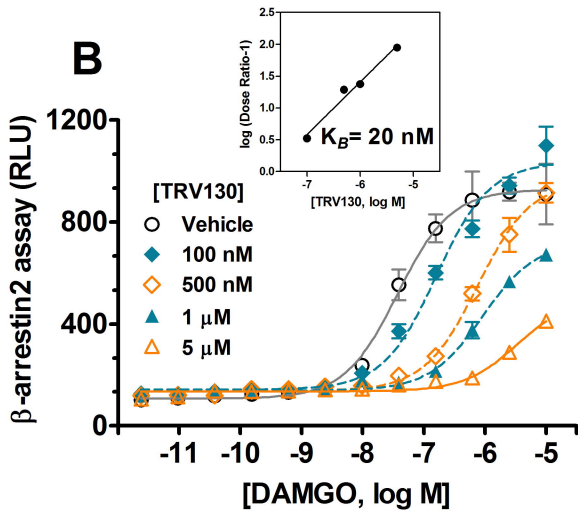 B
β-arrestin2 assay (RLU)
1200
800
400
0
[TRV130]
Vehicle
100 nM
500 nM
1 μM
5 μM
log (Dose Ratio-1)
2.5
2.0
1.5
1.0
0.5
0.0
K_B= 20 nM
-7 -6 -5
[TRV130, log M]
-11 -10 -9 -8 -7 -6 -5
[DAMGO, log M]